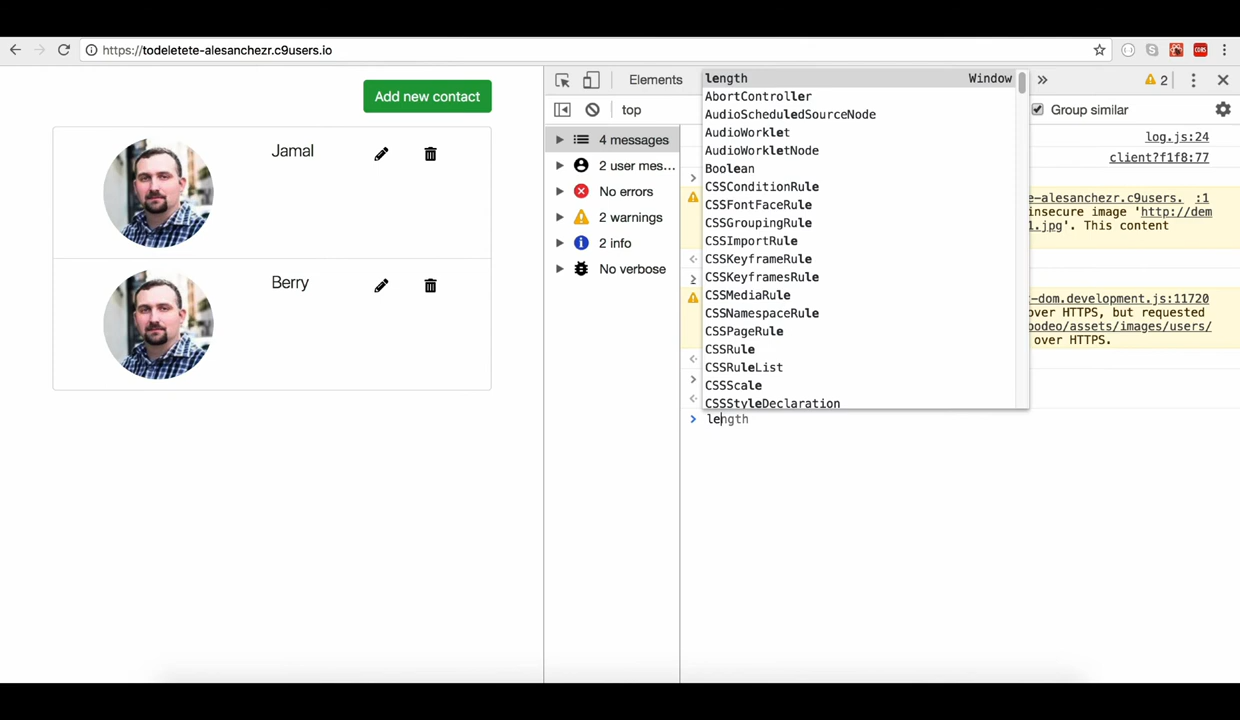 https://todeletete-alesanchezr.c9users.io
Add new contact
Jamal
Berry
Elements
2
top
Group similar
4 messages
2 user mes...
No errors
2 warnings
2 info
No verbose
length Window
AbortController
AudioScheduledSourceNode
AudioWorklet
AudioWorkletNode
Boolean
CSSConditionRule
CSSFontFaceRule
CSSGroupingRule
CSSImportRule
CSSKeyframeRule
CSSKeyframesRule
CSSMediaRule
CSSNamespaceRule
CSSPageRule
CSSRule
CSSRuleList
CSSScale
CSSStyleDeclaration
log.js:24
client?f1f8:77
e-alesanchezr.c9users. :1
insecure image 'http://dem
1.jpg'. This content
-dom.development.js:11720
over HTTPS, but requested
oodeo/assets/images/users/
over HTTPS.
length